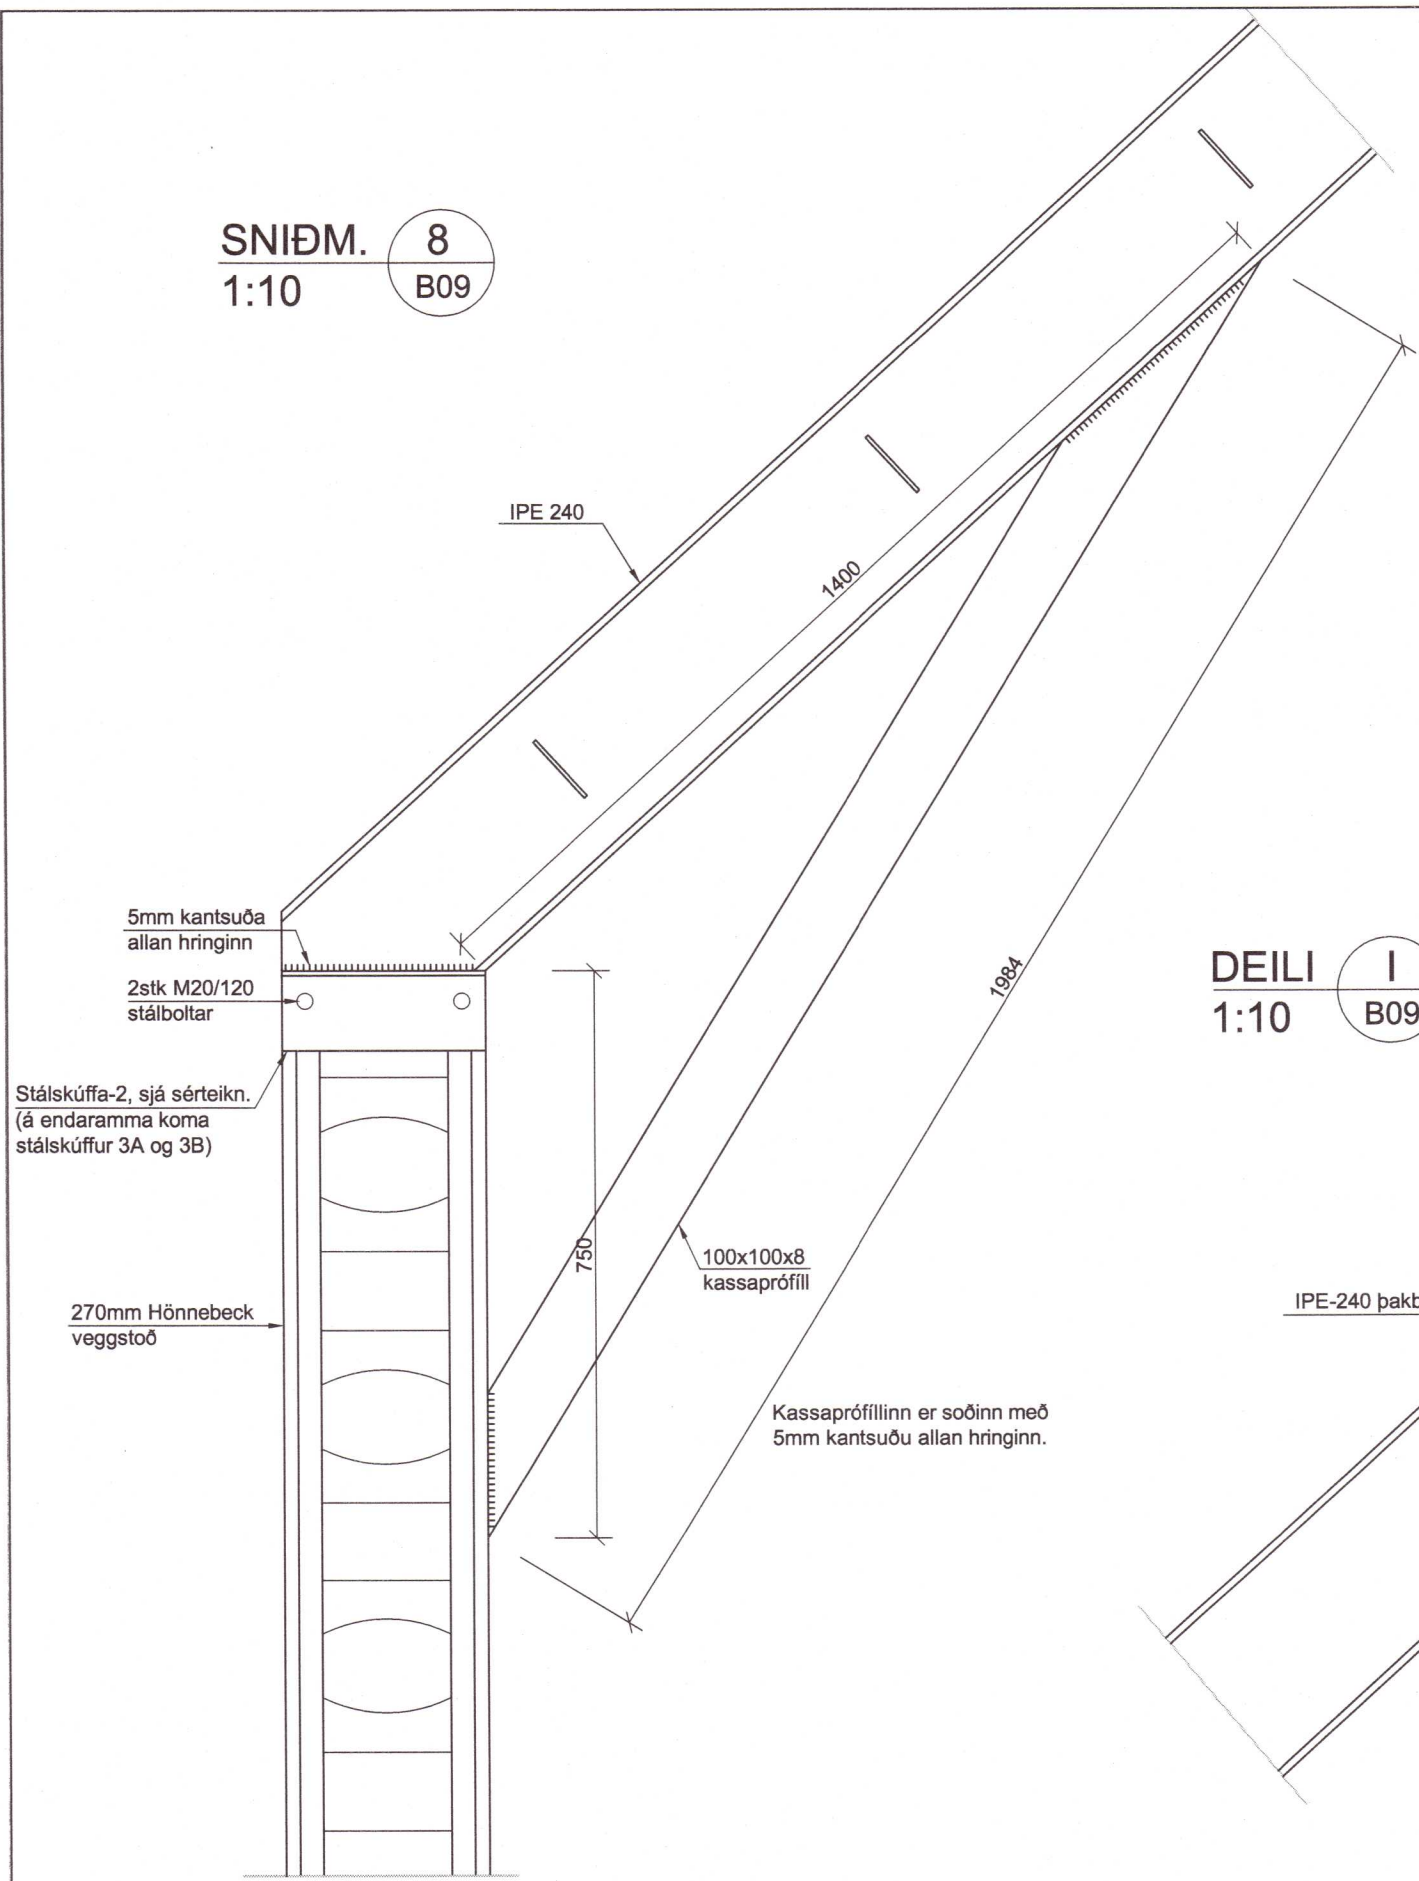 SNIÐM. 8
1:10 B09
IPE 240
1400
5mm kantsuða
allan hringinn
2stk M20/120
stálboltar
1984
DEILI I
1:10 B09
Stálskúffa-2, sjá sérteikn.
(á endaramma koma
stálskúffur 3A og 3B)
750
100x100x8
kassaprófíll
270mm Hönnebeck
veggstoð
IPE-240
Kassaprófíllinn er soðinn með
5mm kantsuðu allan hringinn.